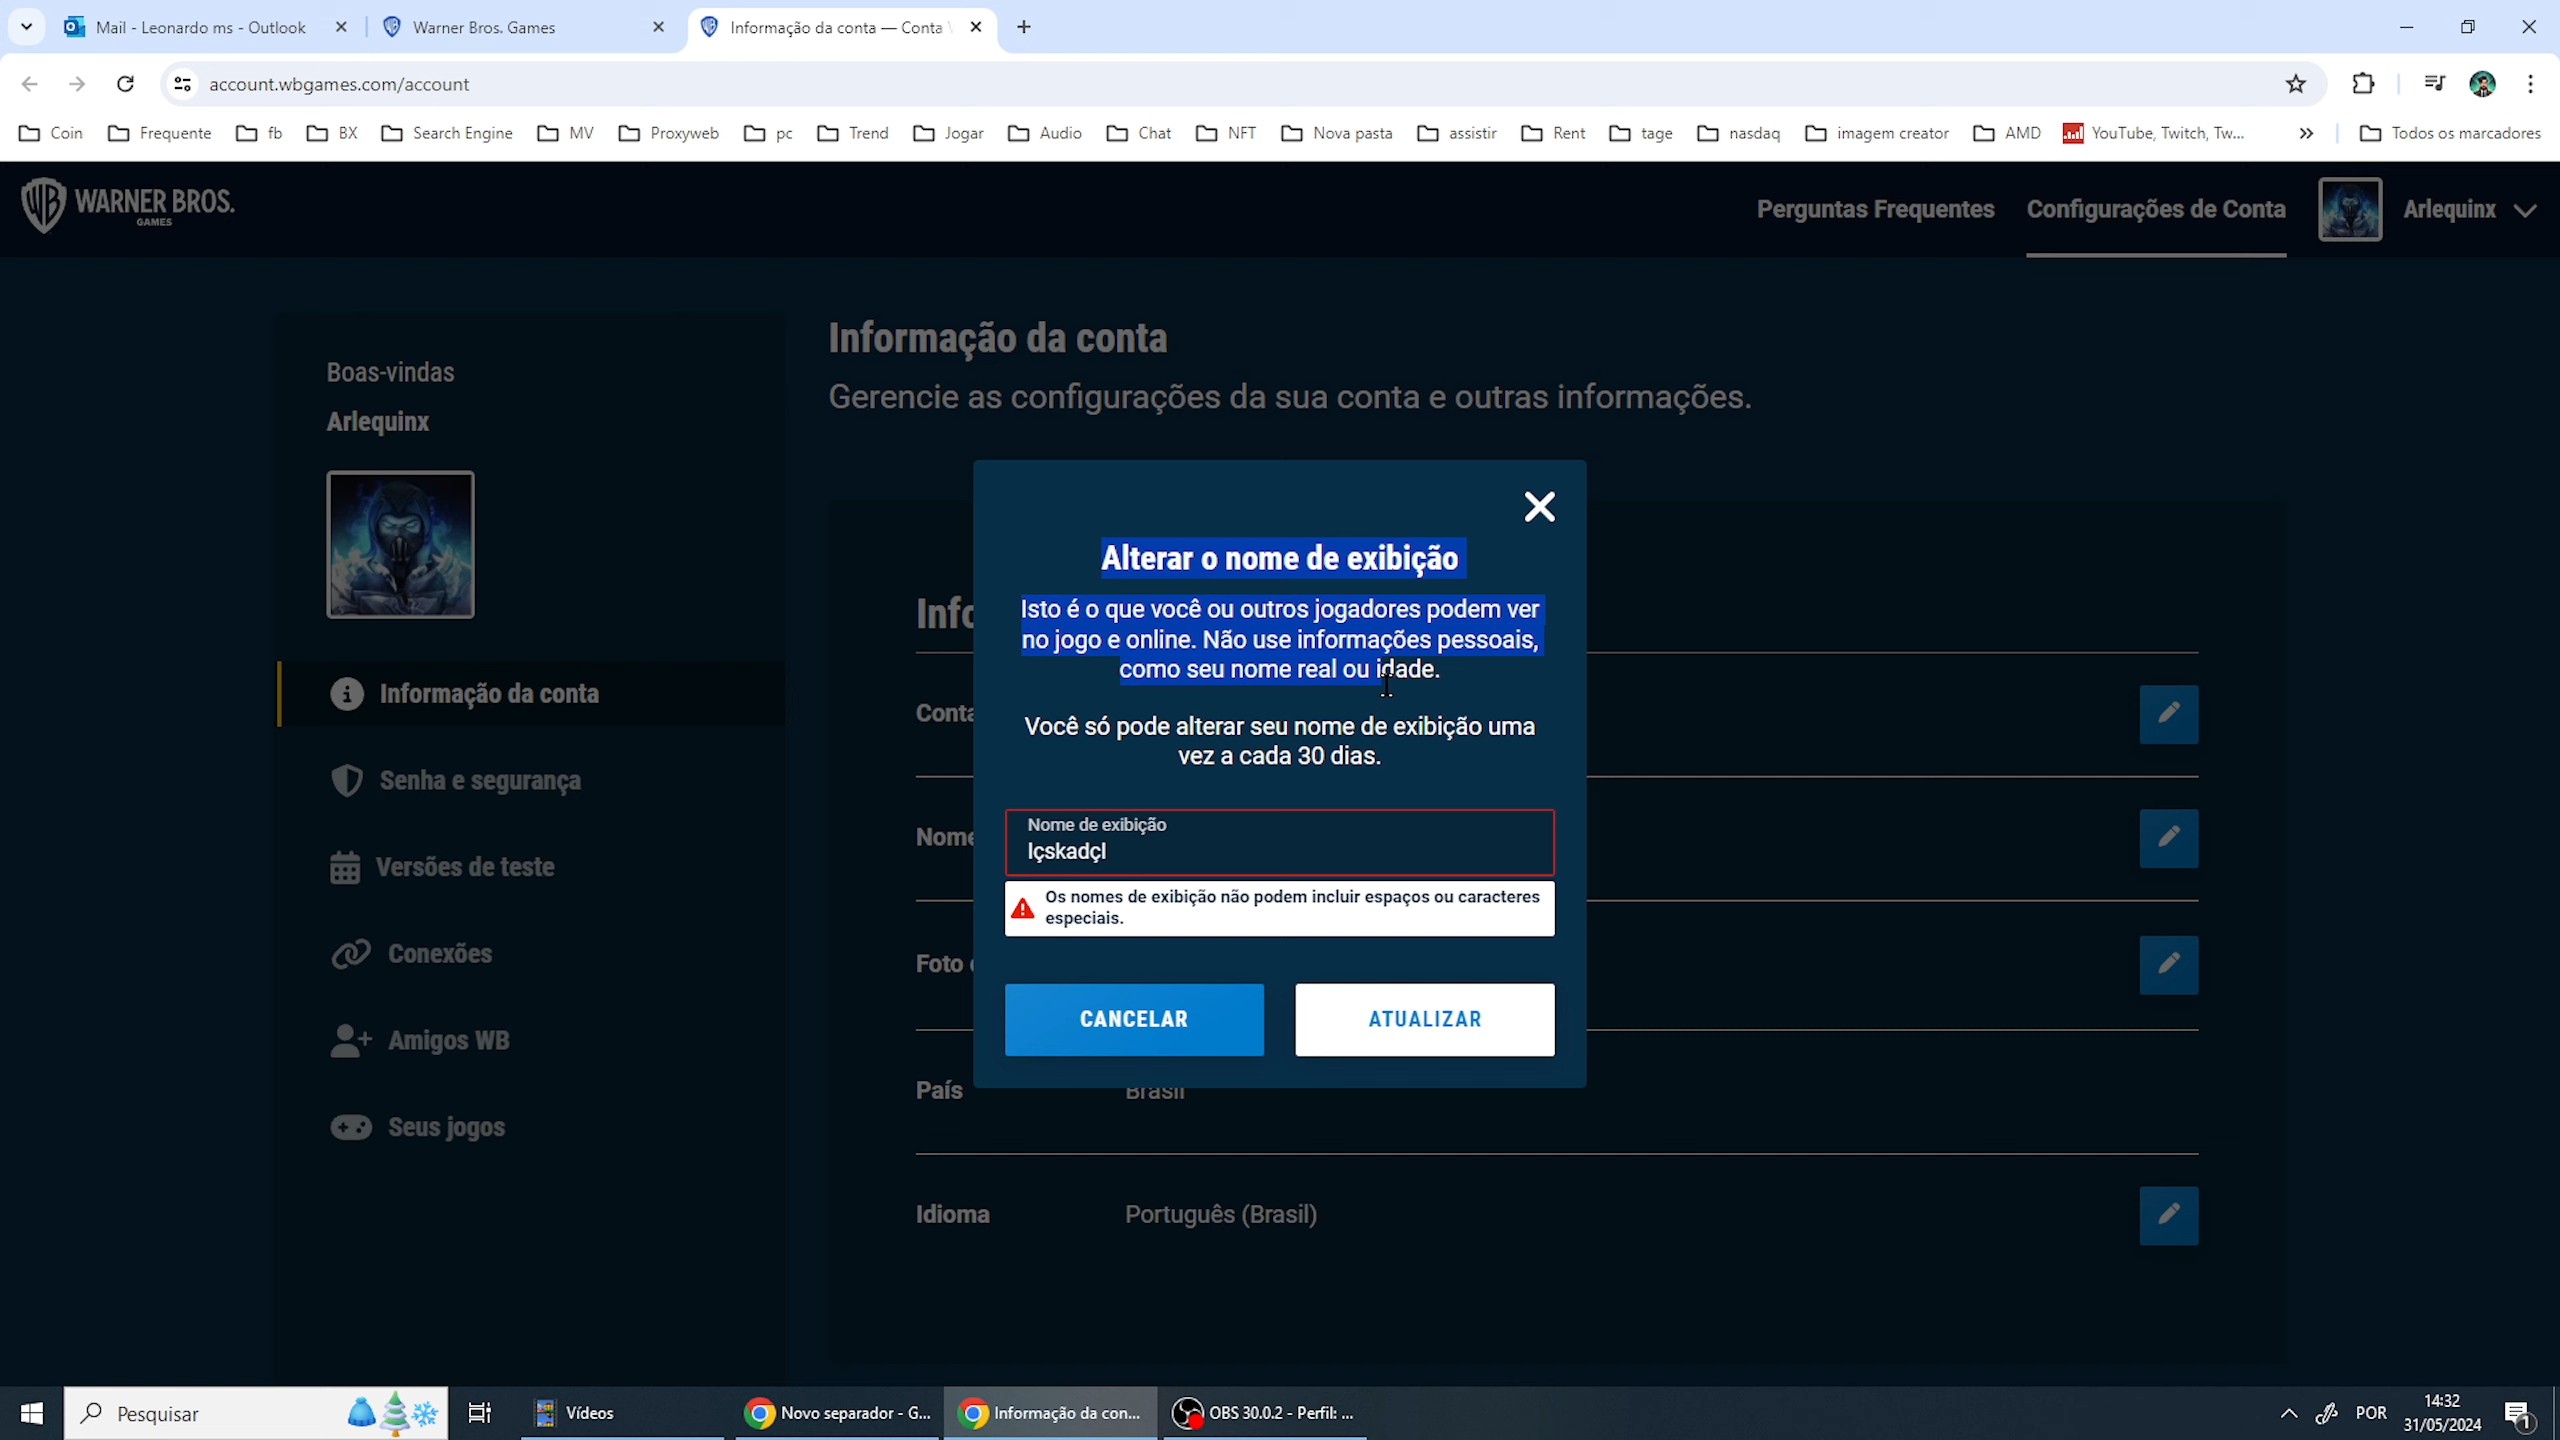 Mail - Leonardo ms - Outlook
Warner Bros. Games
Informação da conta — Conta
account.wbgames.com/account
Coin
Frequente
fb
BX
Search Engine
MV
Proxyweb
pc
Trend
Jogar
Audio
Chat
NFT
Nova pasta
assistir
Rent
tage
nasdaq
imagem creator
AMD
YouTube, Twitch, Tw...
Todos os marcadores
WARNER BROS.
GAMES
Perguntas Frequentes
Configurações de Conta
Arlequinx
Boas-vindas
Arlequinx
Informação da conta
Senha e segurança
Versões de teste
Conexões
Amigos WB
Seus jogos
Informação da conta
Gerencie as configurações da sua conta e outras informações.
Alterar o nome de exibição
Isto é o que você ou outros jogadores podem ver
no jogo e online. Não use informações pessoais,
como seu nome real ou idade.
Você só pode alterar seu nome de exibição uma
vez a cada 30 dias.
Nome de exibição
lçskadçl
Os nomes de exibição não podem incluir espaços ou caracteres
especiais.
CANCELAR
ATUALIZAR
Info
Conta
Nome
Foto
País
Brasil
Idioma
Português (Brasil)
Pesquisar
Vídeos
Novo separador - G...
Informação da con...
OBS 30.0.2 - Perfil: ...
POR
14:32
31/05/2024
1